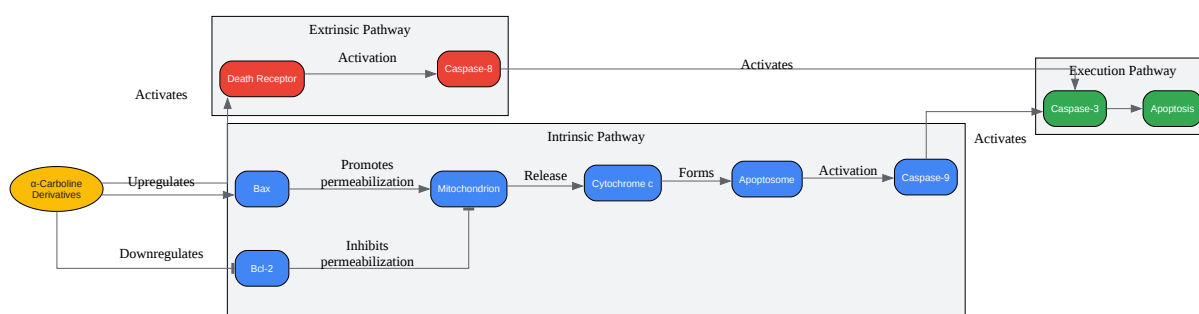 Extrinsic Pathway
Death Receptor
Activation
Caspase-8
Activates
Execution Pathway
Caspase-3
Apoptosis
Activates
Activates
Intrinsic Pathway
α-Carboline
Derivatives
Upregulates
Bax
Promotes
permeabilization
Mitochondrion
Release
Cytochrome c
Forms
Apoptosome
Activation
Caspase-9
Downregulates
Bcl-2
Inhibits
permeabilization